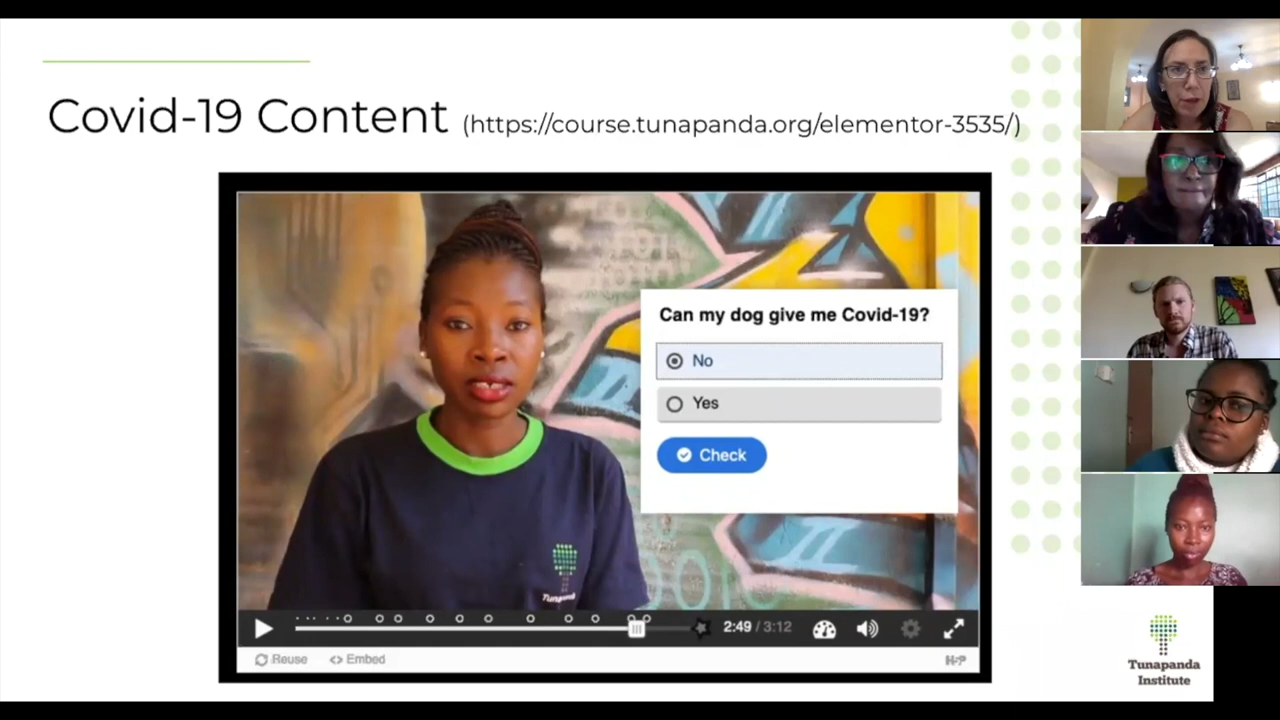 Covid-19 Content (https://course.tunapanda.org/elementor-3535/)
Can my dog give me Covid-19?
No
Yes
Check
Tunapanda
2:49 / 3:12
Reuse
Embed
H-P
Tunapanda
Institute